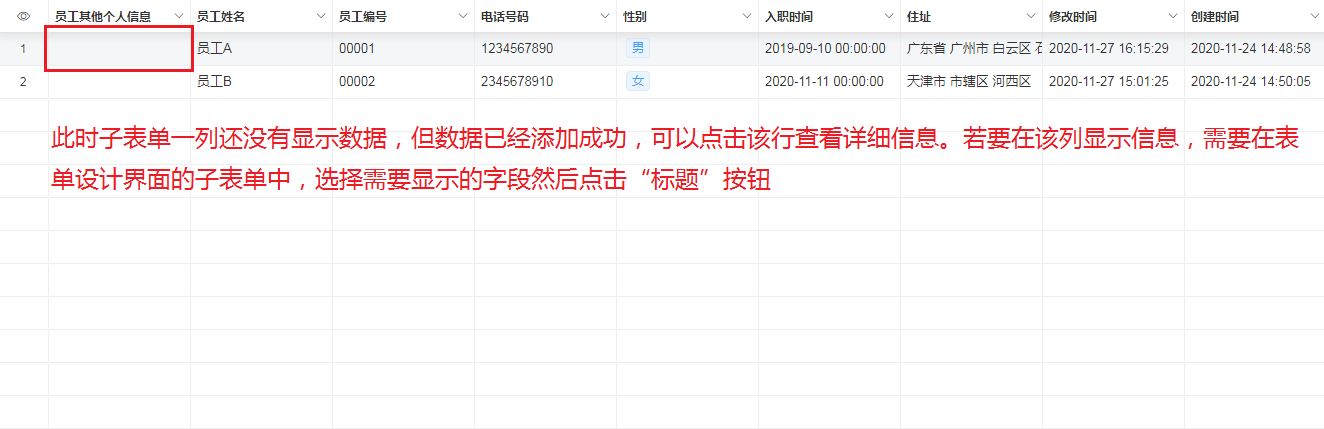 员工其他个人信息 员工姓名 员工编号 电话号码 性别 入职时间 住址 修改时间 创建时间
1 员工A 00001 1234567890 男 2019-09-10 00:00:00 广东省 广州市 白云区 2020-11-27 16:15:29 2020-11-24 14:48:58
2 员工B 00002 2345678910 女 2020-11-11 00:00:00 天津市 市辖区 河西区 2020-11-27 15:01:25 2020-11-24 14:50:05
此时子表单一列还没有显示数据，但数据已经添加成功，可以点击该行查看详细信息。若要在该列显示信息，需要在表
单设计界面的子表单中，选择需要显示的字段然后点击“标题”按钮